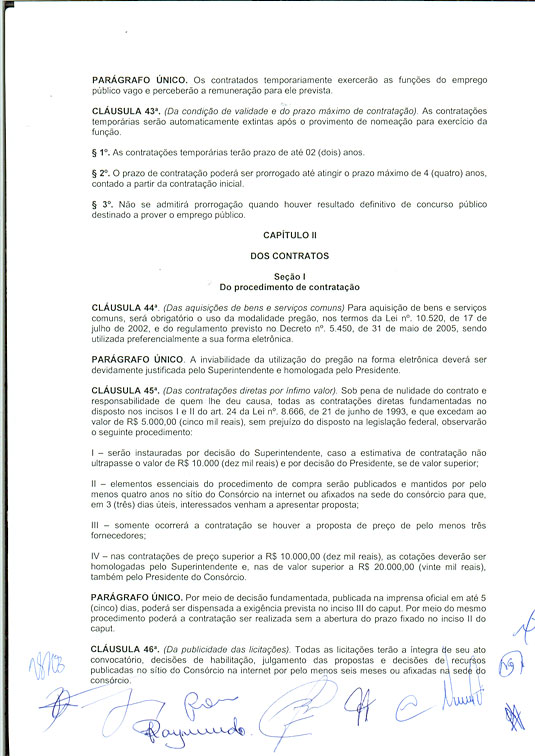 PARÁGRAFO ÚNICO. Os contratados temporariamente exercerão as funções do emprego
público vago e perceberão a remuneração para ele prevista.
CLÁUSULA 43ª. (Da condição de validade e do prazo máximo de contratação). As contratações
temporárias serão automaticamente extintas após o provimento de nomeação para exercício da
função.
§ 1º. As contratações temporárias terão prazo de até 02 (dois) anos.
§ 2º. O prazo de contratação poderá ser prorrogado até atingir o prazo máximo de 4 (quatro) anos,
contado a partir da contratação inicial.
§ 3º. Não se admitirá prorrogação quando houver resultado definitivo de concurso público
destinado a prover o emprego público.
CAPÍTULO II
DOS CONTRATOS
Seção I
Do procedimento de contratação
CLÁUSULA 44ª. (Das aquisições de bens e serviços comuns) Para aquisição de bens e serviços
comuns, será obrigatório o uso da modalidade pregão, nos termos da Lei nº. 10.520, de 17 de
julho de 2002, e do regulamento previsto no Decreto nº. 5.450, de 31 de maio de 2005, sendo
utilizada preferencialmente a sua forma eletrônica.
PARÁGRAFO ÚNICO. A inviabilidade da utilização do pregão na forma eletrônica deverá ser
devidamente justificada pelo Superintendente e homologada pelo Presidente.
CLÁUSULA 45ª. (Das contratações diretas por ínfimo valor). Sob pena de nulidade do contrato e
responsabilidade de quem lhe deu causa, todas as contratações diretas fundamentadas no
disposto nos incisos I e II do art. 24 da Lei nº. 8.666, de 21 de junho de 1993, e que excedam ao
valor de R$ 5.000,00 (cinco mil reais), sem prejuízo do disposto na legislação federal, observarão
o seguinte procedimento:
I – serão instauradas por decisão do Superintendente, caso a estimativa de contratação não
ultrapasse o valor de R$ 10.000 (dez mil reais) e por decisão do Presidente, se de valor superior;
II – elementos essenciais do procedimento de compra serão publicados e mantidos por pelo
menos quatro anos no sítio do Consórcio na internet ou afixados na sede do consórcio para que,
em 3 (três) dias úteis, interessados venham a apresentar proposta;
III – somente ocorrerá a contratação se houver a proposta de preço de pelo menos três
fornecedores;
IV – nas contratações de preço superior a R$ 10.000,00 (dez mil reais), as cotações deverão ser
homologadas pelo Superintendente e, nas de valor superior a R$ 20.000,00 (vinte mil reais),
também pelo Presidente do Consórcio.
PARÁGRAFO ÚNICO. Por meio de decisão fundamentada, publicada na imprensa oficial em até 5
(cinco) dias, poderá ser dispensada a exigência prevista no inciso III do caput. Por meio do mesmo
procedimento poderá a contratação ser realizada sem a abertura do prazo fixado no inciso II do
caput.
CLÁUSULA 46ª. (Da publicidade das licitações). Todas as licitações terão a íntegra de seu ato
convocatório, decisões de habilitação, julgamento das propostas e decisões de recursos
publicadas no sítio do Consórcio na internet por pelo menos seis meses ou afixadas na sede do
consórcio.
Raymundo.